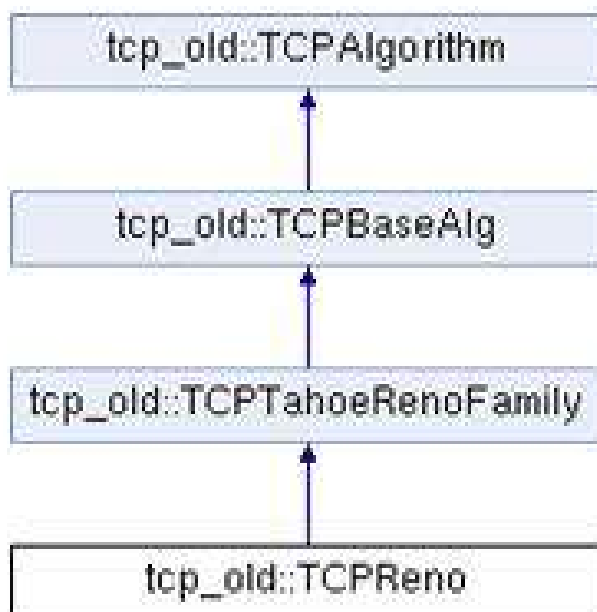 tcp_old::TCPAlgorithm
tcp_old::TCPBaseAlg
tcp_old::TCPTahoeRenoFamily
tcp_old::TCPReno